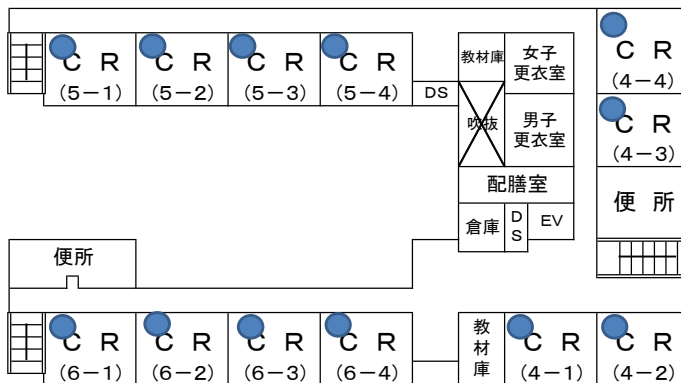 C R
(5－1)
C R
(5－2)
C R
(5－3)
C R
(5－4)
DS
教材庫
女子
更衣室
吹抜
男子
更衣室
配膳室
倉庫
DS
EV
C R
(4－4)
C R
(4－3)
便 所
便所
C R
(6－1)
C R
(6－2)
C R
(6－3)
C R
(6－4)
教材庫
C R
(4－1)
C R
(4－2)